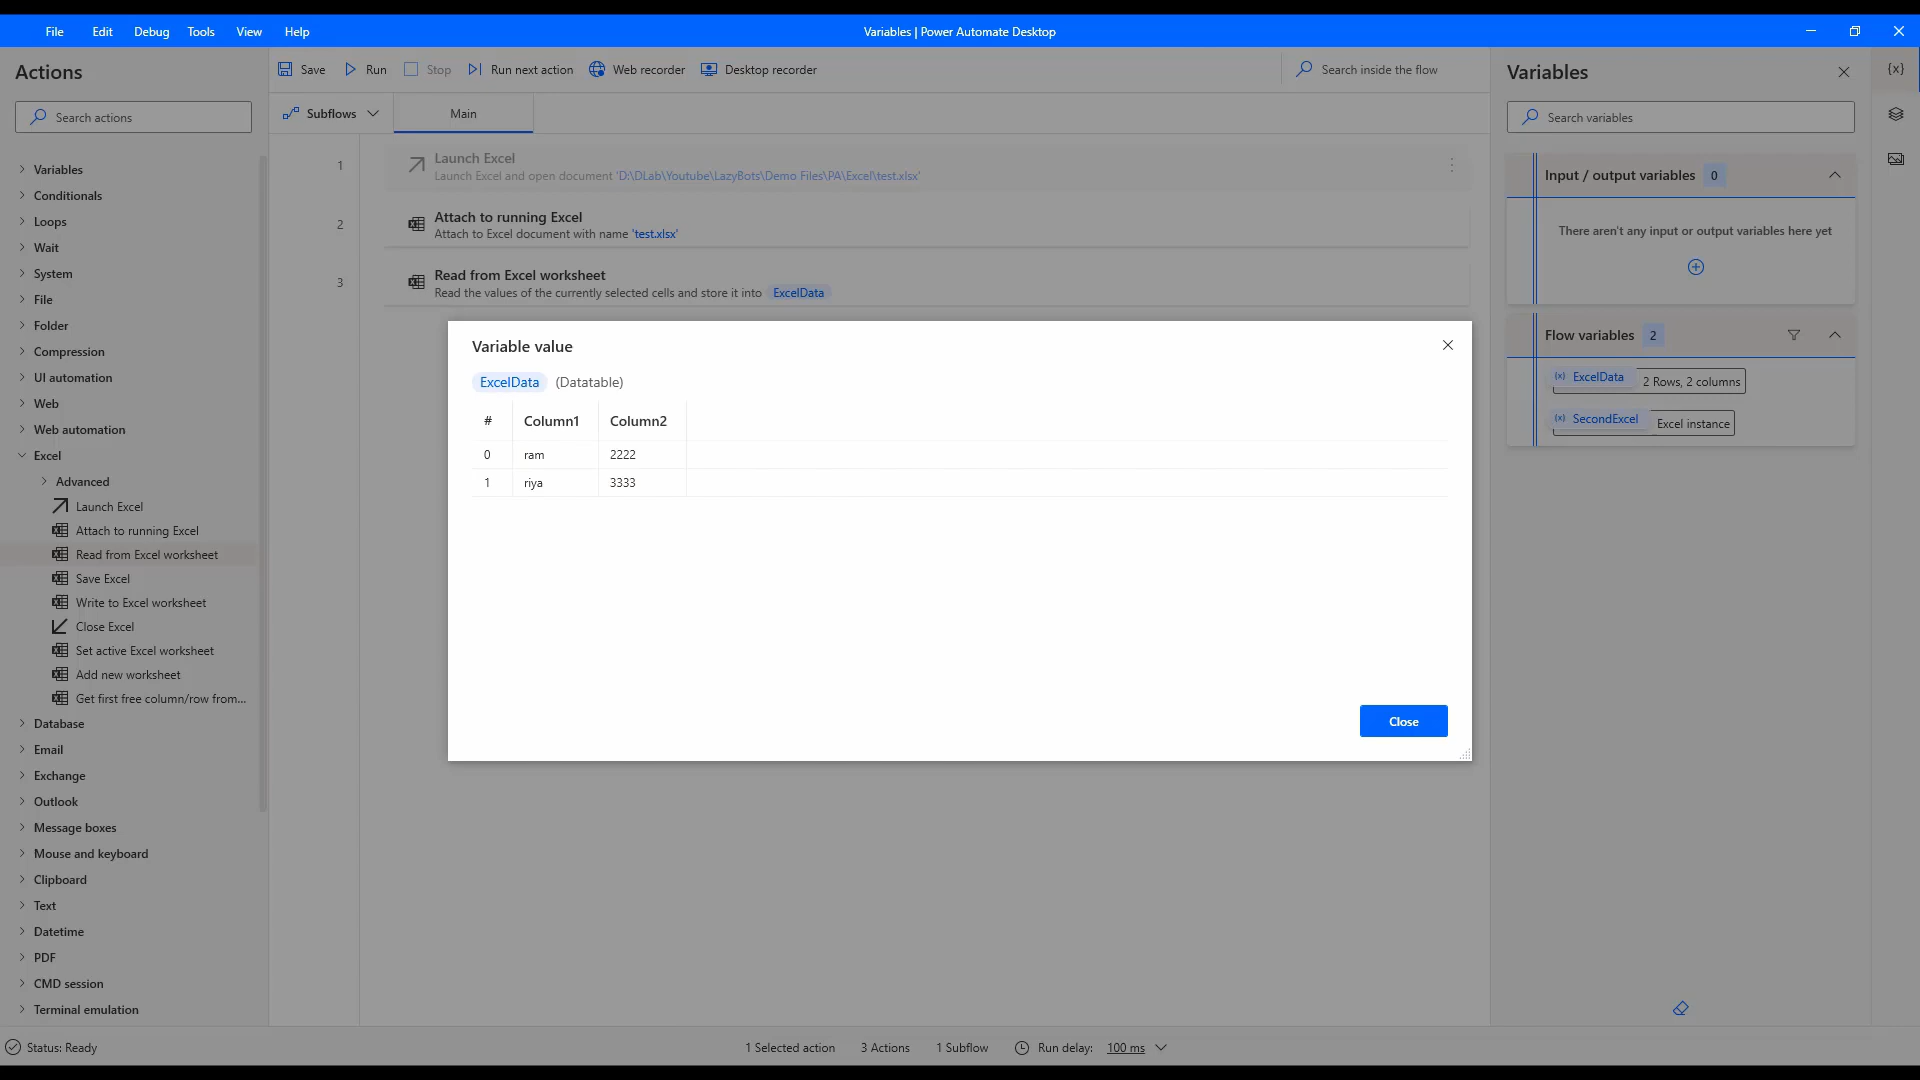 File Edit Debug Tools View Help
Variables | Power Automate Desktop
Actions
Search actions
Variables
Conditionals
Loops
Wait
System
File
Folder
Compression
UI automation
Web
Web automation
Excel
Advanced
Launch Excel
Attach to running Excel
Read from Excel worksheet
Save Excel
Write to Excel worksheet
Close Excel
Set active Excel worksheet
Add new worksheet
Get first free column/row from...
Database
Email
Exchange
Outlook
Message boxes
Mouse and keyboard
Clipboard
Text
Datetime
PDF
CMD session
Terminal emulation
Save Run Stop Run next action Web recorder Desktop recorder
Search inside the flow
Subflows Main
1 Launch Excel
Launch Excel and open document 'D:\DLab\Youtube\LazyBots\Demo Files\PA\Excel\test.xlsx'
2 Attach to running Excel
Attach to Excel document with name 'test.xlsx'
3 Read from Excel worksheet
Read the values of the currently selected cells and store it into ExcelData
Variable value
ExcelData (Datatable)
# Column1 Column2
0 ram 2222
1 riya 3333
Close
Variables
Search variables
Input / output variables 0
There aren't any input or output variables here yet
Flow variables 2
{x} ExcelData 2 Rows, 2 columns
{x} SecondExcel Excel instance
{x}
Status: Ready
1 Selected action 3 Actions 1 Subflow Run delay: 100 ms